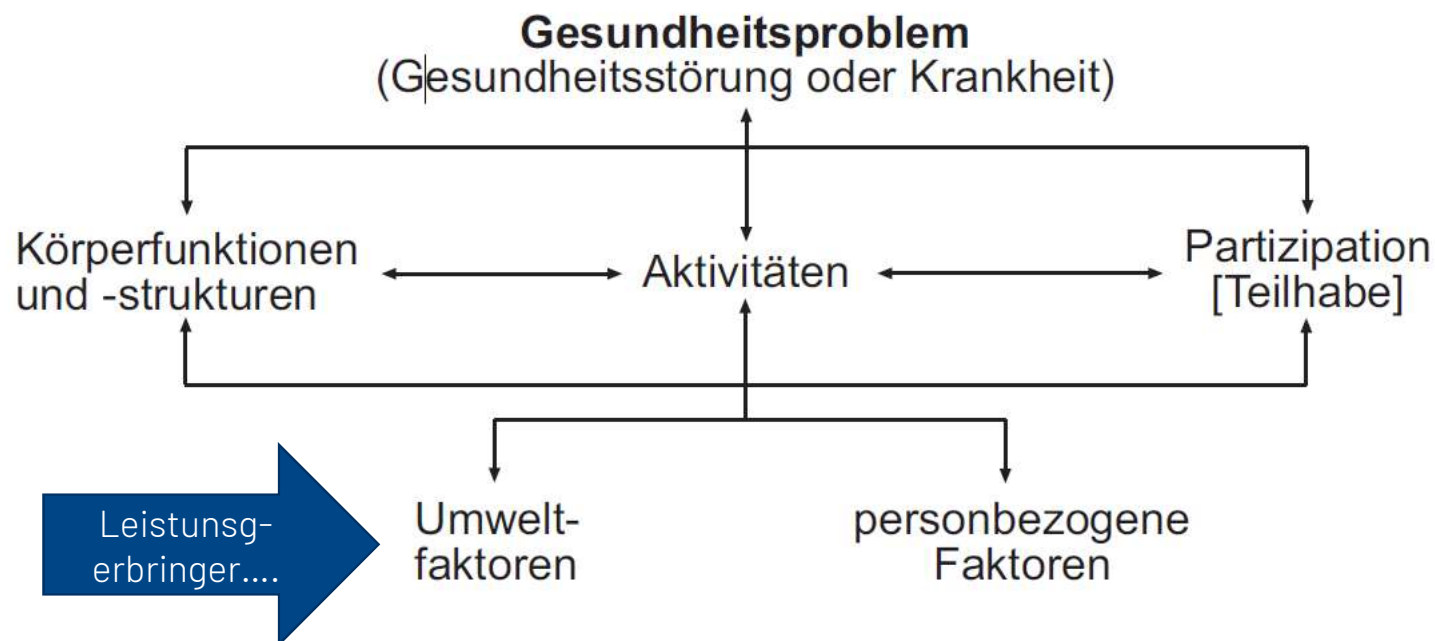 Gesundheitsproblem
(Gesundheitsstörung oder Krankheit)
Körperfunktionen
und -strukturen
Aktivitäten
Partizipation
[Teilhabe]
Leistunsg-
erbringer....
Umwelt-
faktoren
personbezogene
Faktoren